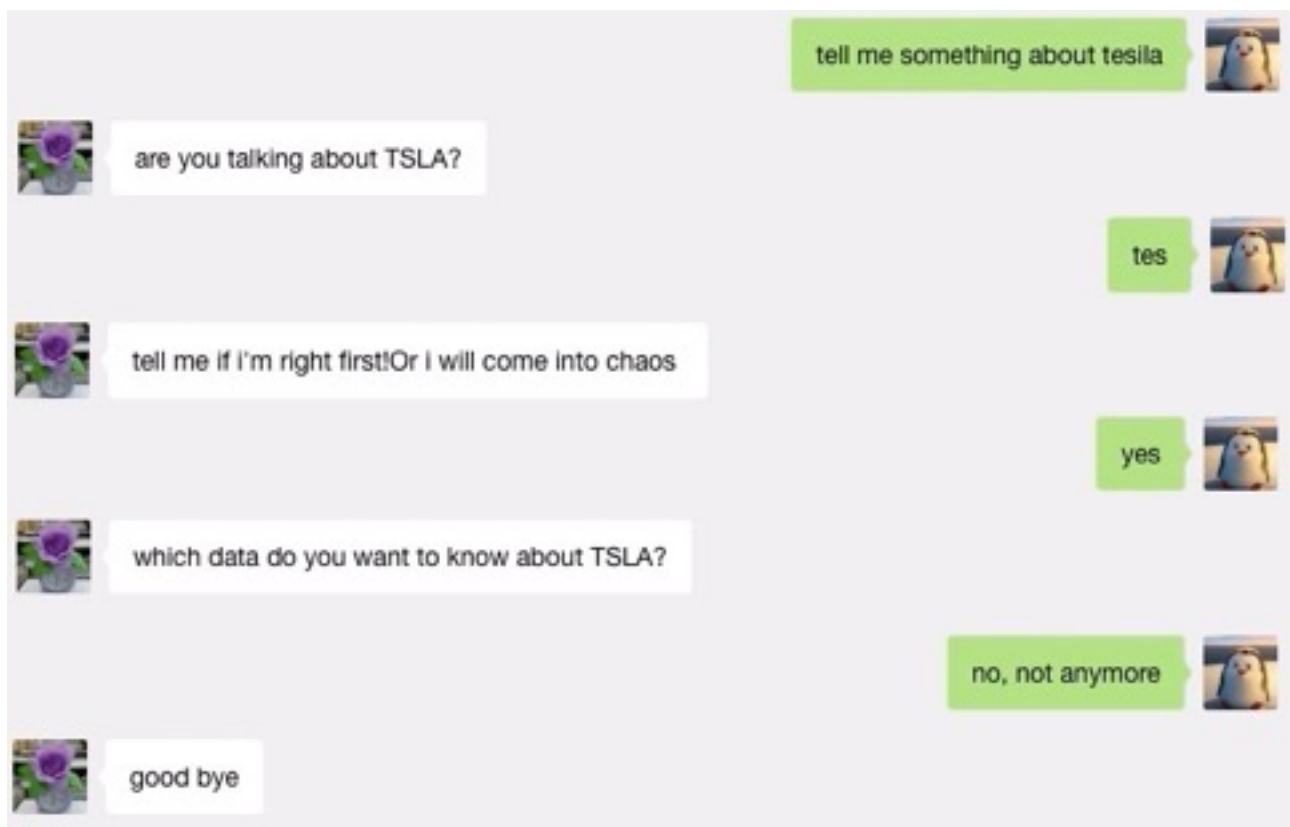 tell me something about tesila
are you talking about TSLA?
tes
tell me if i'm right first!Or i will come into chaos
yes
which data do you want to know about TSLA?
no, not anymore
good bye